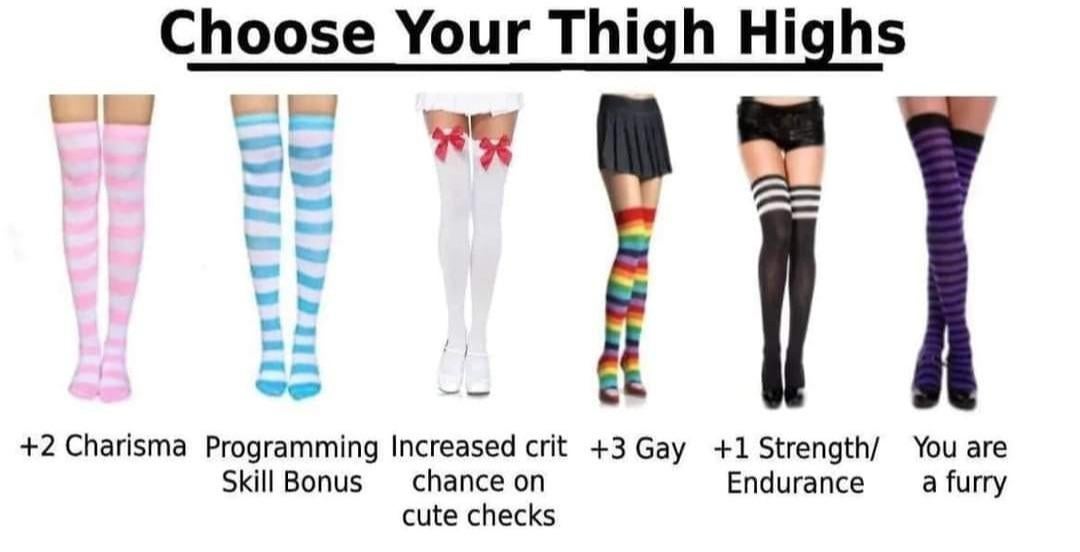 Choose Your Thigh Highs
+2 Charisma
Programming
Skill Bonus
Increased crit
chance on
cute checks
+3 Gay
+1 Strength/
Endurance
You are
a furry